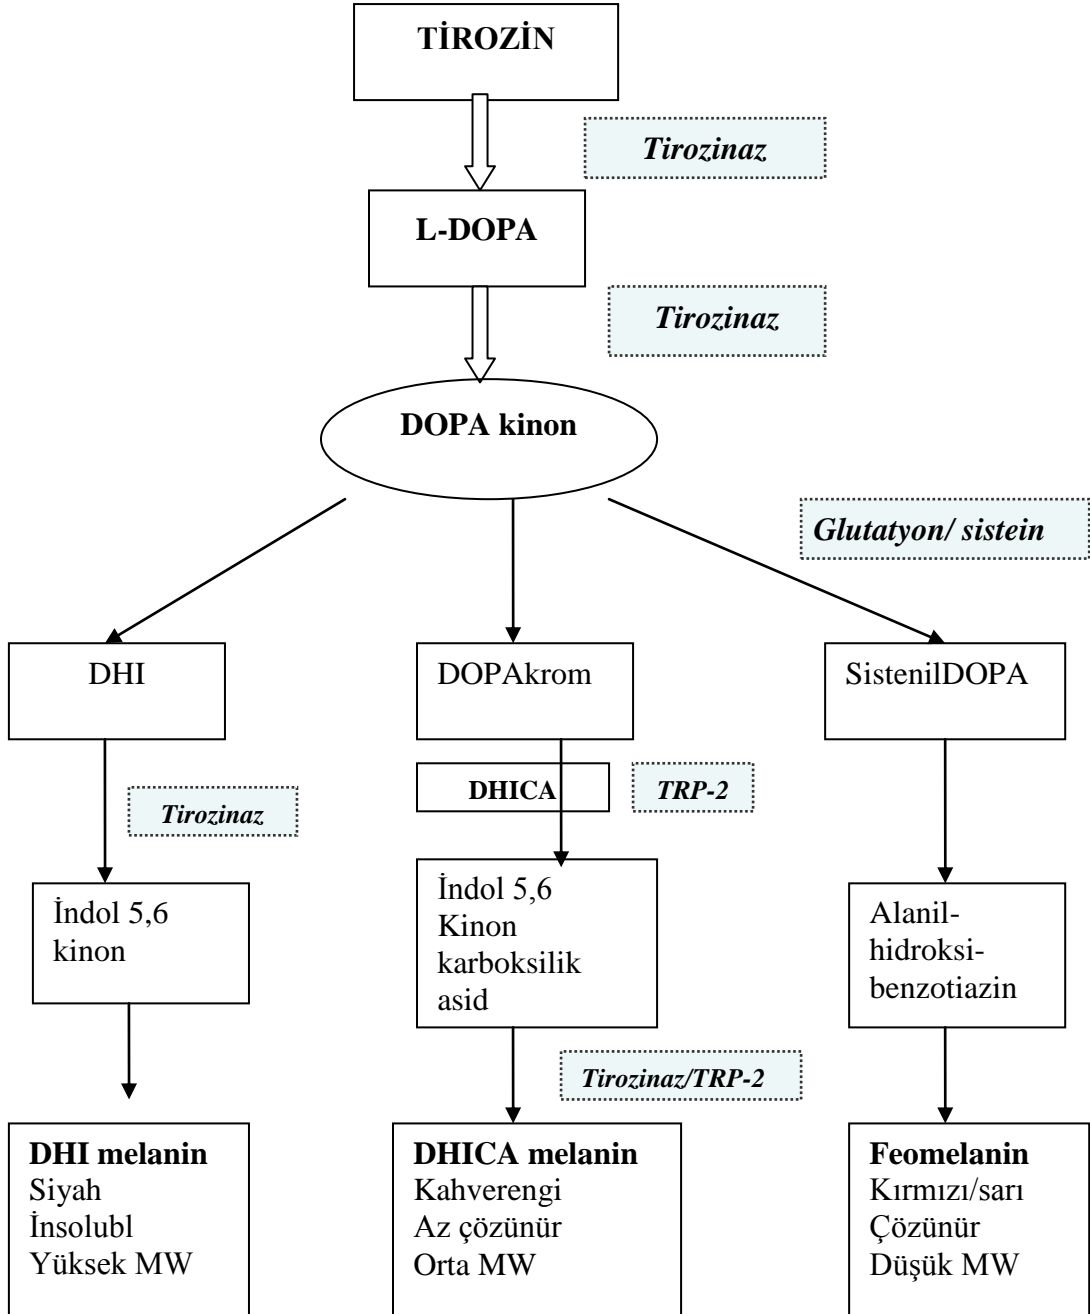 TİROZİN
Tirozinaz
L-DOPA
Tirozinaz
DOPA kinon
Glutatyon/ sistein
DHI
DOPAkrom
SistenilDOPA
DHICA
TRP-2
Tirozinaz
İndol 5,6
kinon
İndol 5,6
Kinon
karboksilik
asid
Alanil-
hidroksi-
benzotiazin
Tirozinaz/TRP-2
DHI melanin
Siyah
İnsolubl
Yüksek MW
DHICA melanin
Kahverengi
Az çözünür
Orta MW
Feomelanin
Kırmızı/sarı
Çözünür
Düşük MW